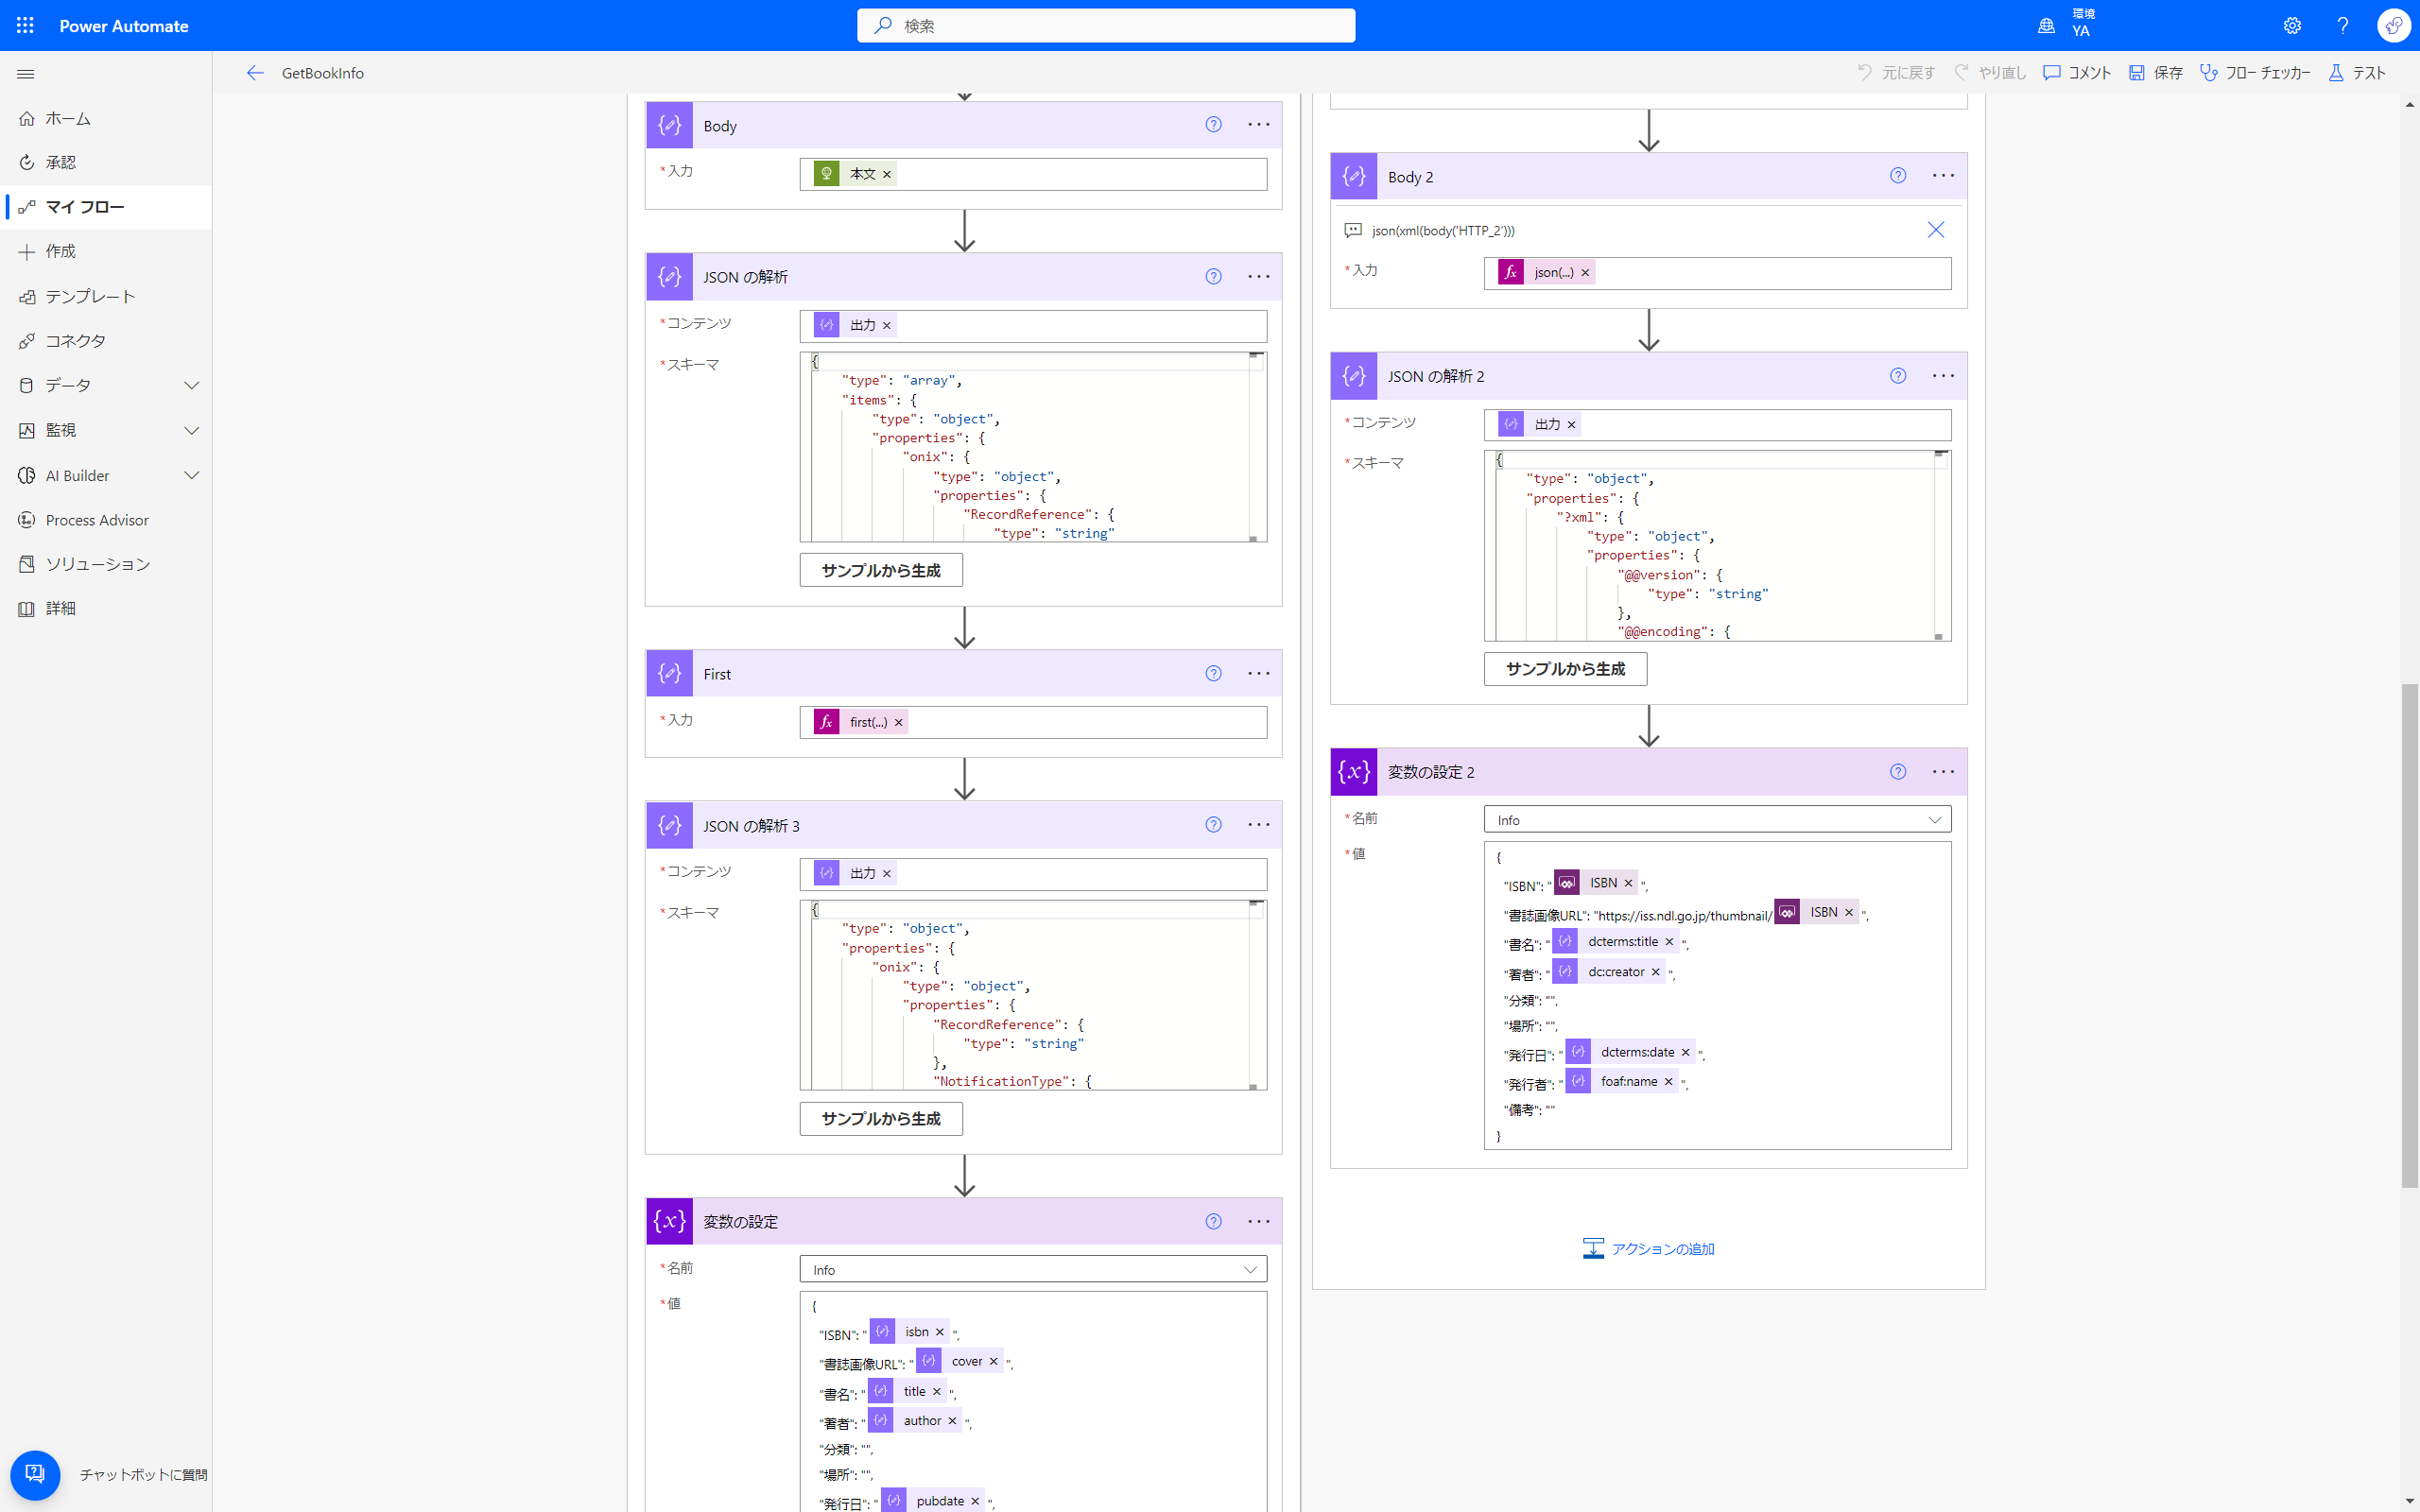 Power Automate
検索
環境
YA
GetBookInfo
元に戻す
やり直し
コメント
保存
フロー チェッカー
テスト
ホーム
承認
マイ フロー
作成
テンプレート
コネクタ
データ
監視
AI Builder
Process Advisor
ソリューション
詳細
チャットボットに質問
Body
*入力
本文 ×
JSON の解析
*コンテンツ
出力 ×
*スキーマ
{
"type": "array",
"items": {
"type": "object",
"properties": {
"onix": {
"type": "object",
"properties": {
"RecordReference": {
"type": "string"
サンプルから生成
First
*入力
fx first(...) ×
JSON の解析 3
*コンテンツ
出力 ×
*スキーマ
{
"type": "object",
"properties": {
"onix": {
"type": "object",
"properties": {
"RecordReference": {
"type": "string"
},
"NotificationType": {
サンプルから生成
{x} 変数の設定
*名前
Info
*値
{
"ISBN": " isbn × ",
"書誌画像URL": " cover × ",
"書名": " title × ",
"著者": " author × ",
"分類": "",
"場所": "",
"発行日": " pubdate × ",
Body 2
json(xml(body('HTTP_2')))
*入力
fx json(...) ×
JSON の解析 2
*コンテンツ
出力 ×
*スキーマ
{
"type": "object",
"properties": {
"?xml": {
"type": "object",
"properties": {
"@@version": {
"type": "string"
},
"@@encoding": {
サンプルから生成
{x} 変数の設定 2
*名前
Info
*値
{
"ISBN": " ISBN × ",
"書誌画像URL": "https://iss.ndl.go.jp/thumbnail/ ISBN × ",
"書名": " dcterms:title × ",
"著者": " dc:creator × ",
"分類": "",
"場所": "",
"発行日": " dcterms:date × ",
"発行者": " foaf:name × ",
"備考": ""
}
アクションの追加